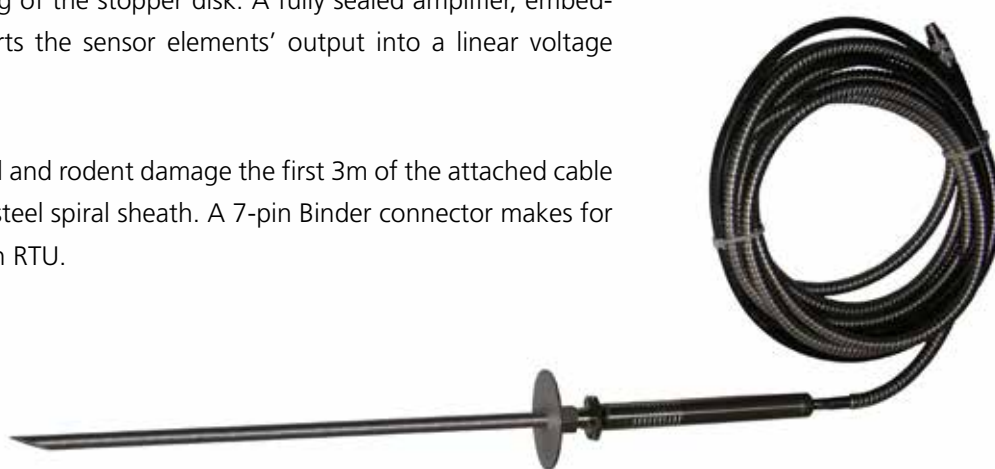 g of the stopper disk. A fully sealed amplifier, embed-
rts the sensor elements’ output into a linear voltage
and rodent damage the first 3m of the attached cable
steel spiral sheath. A 7-pin Binder connector makes for
RTU.